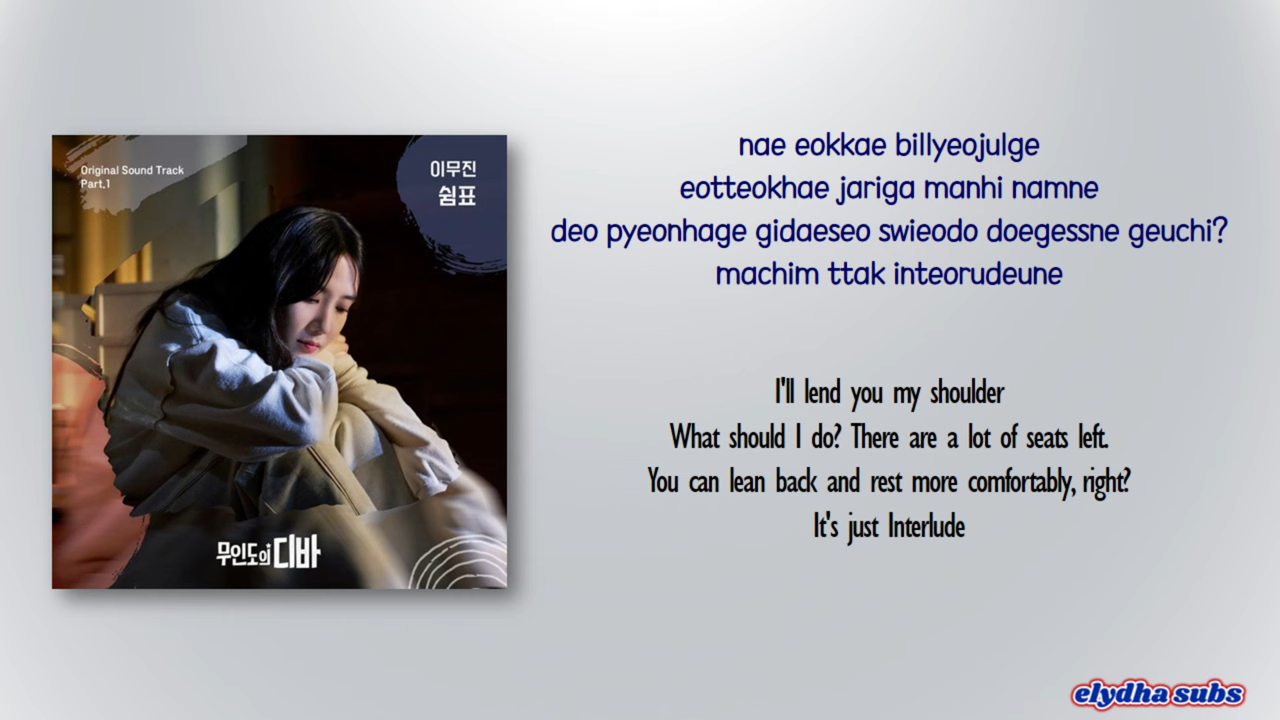 Original Sound Track
Part.1
이무진
쉼표
무인도의 디바
nae eokkae billyeojulge
eotteokhae jariga manhi namne
deo pyeonhage gidaeseo swieodo doegessne geuchi?
machim ttak inteorudeune
I'll lend you my shoulder
What should I do? There are a lot of seats left.
You can lean back and rest more comfortably, right?
It's just Interlude
elydha subs